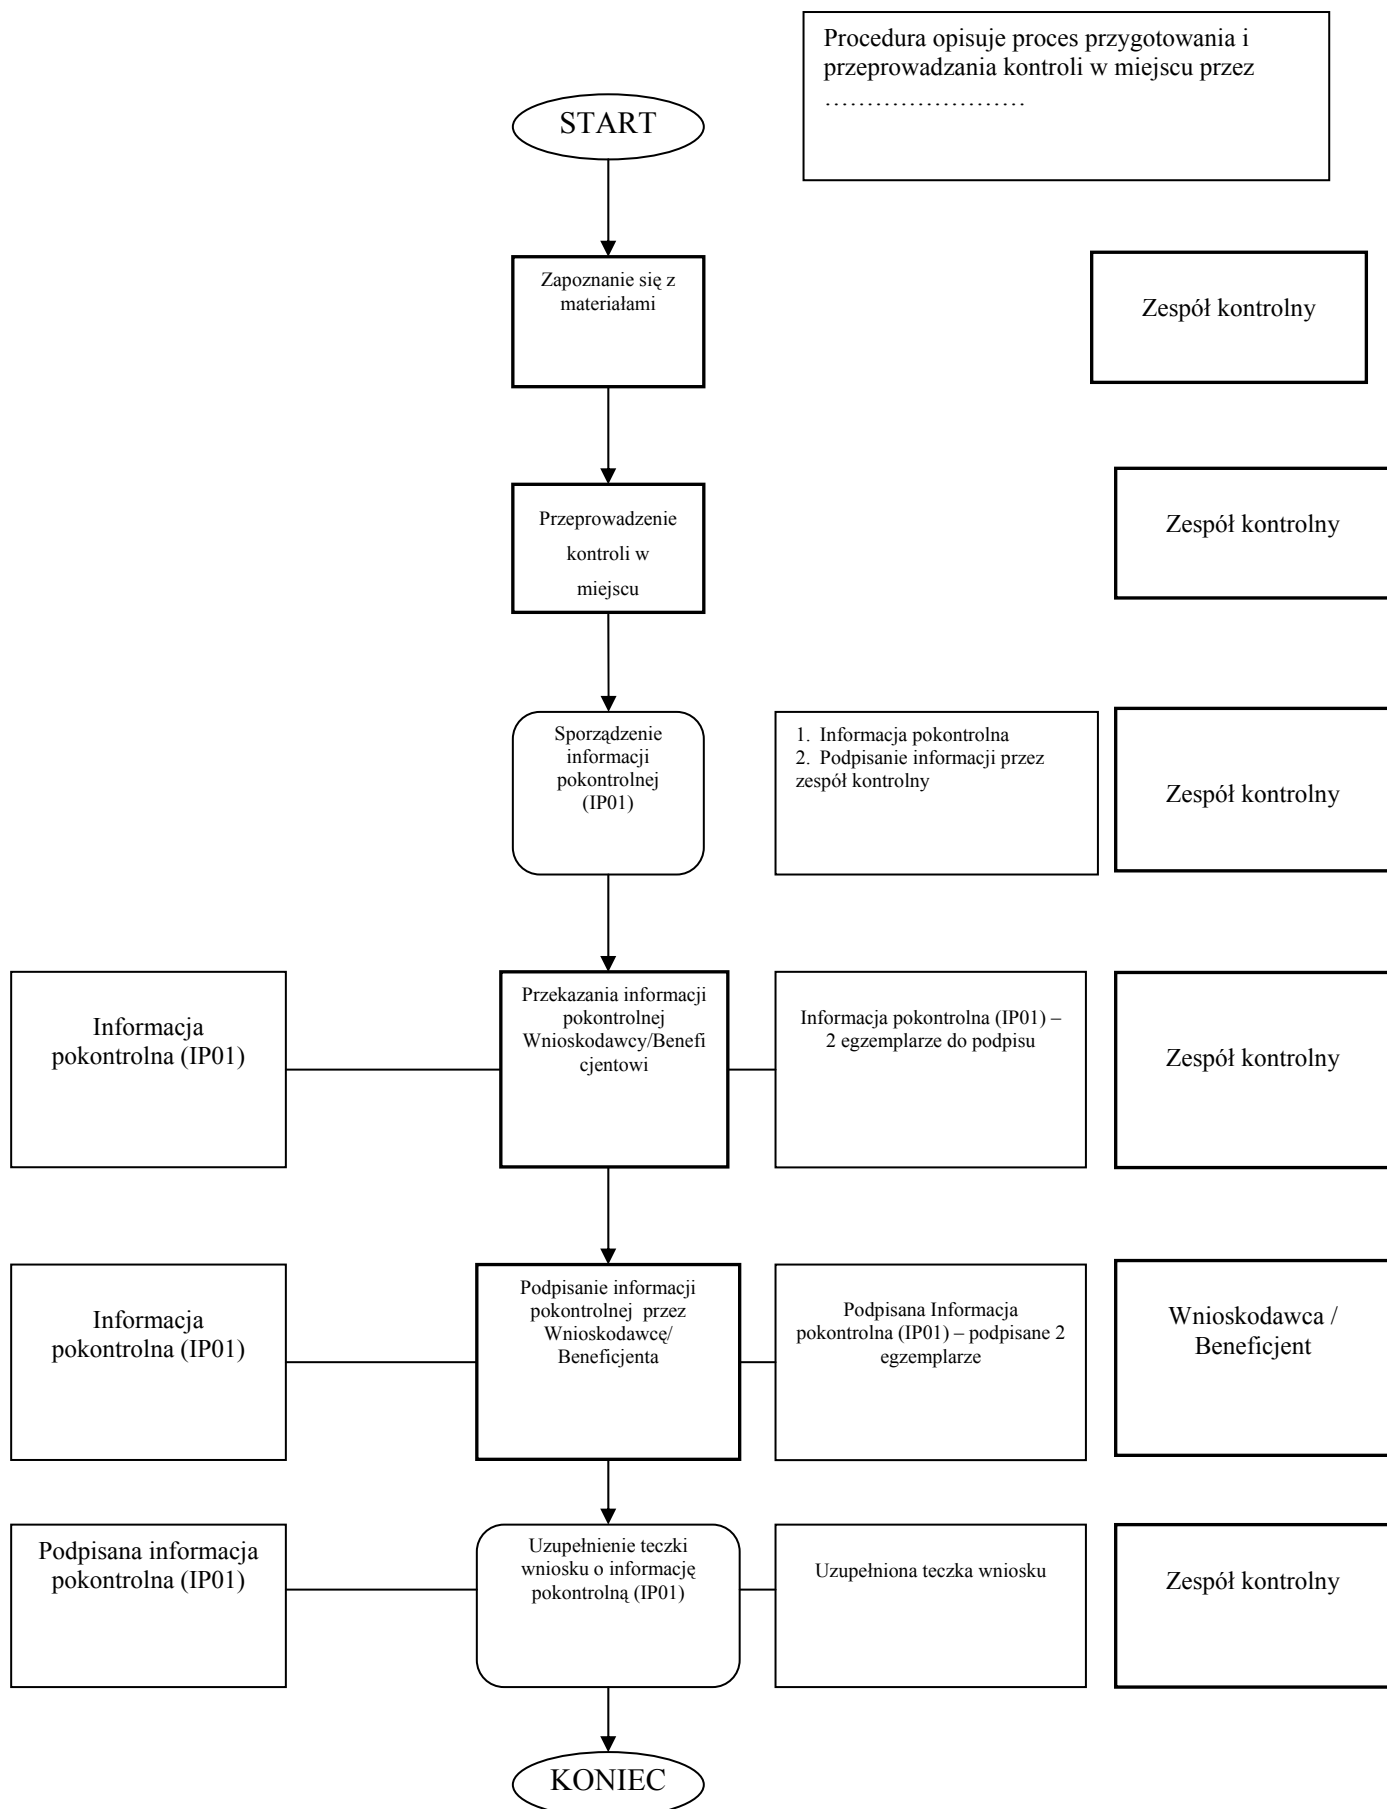 Procedura opisuje proces przygotowania i
przeprowadzania kontroli w miejscu przez
……………………
START
Zapoznanie się z
materiałami
Zespół kontrolny
Przeprowadzenie
kontroli w
miejscu
Zespół kontrolny
Sporządzenie
informacji
pokontrolnej
(IP01)
1. Informacja pokontrolna
2. Podpisanie informacji przez
zespół kontrolny
Zespół kontrolny
Informacja
pokontrolna (IP01)
Przekazania informacji
pokontrolnej
Wnioskodawcy/Benefi
cjentowi
Informacja pokontrolna (IP01) –
2 egzemplarze do podpisu
Zespół kontrolny
Informacja
pokontrolna (IP01)
Podpisanie informacji
pokontrolnej przez
Wnioskodawcę/
Beneficjenta
Podpisana Informacja
pokontrolna (IP01) – podpisane 2
egzemplarze
Wnioskodawca /
Beneficjent
Podpisana informacja
pokontrolna (IP01)
Uzupełnienie teczki
wniosku o informację
pokontrolną (IP01)
Uzupełniona teczka wniosku
Zespół kontrolny
KONIEC